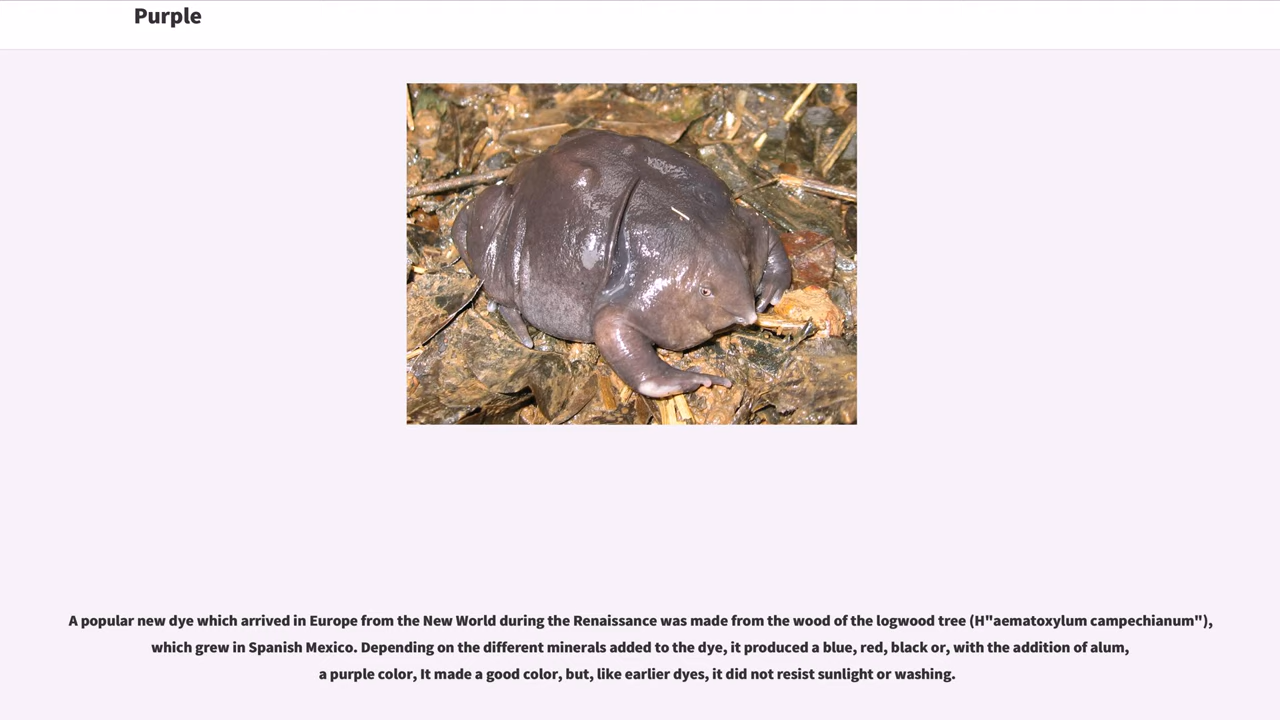 Purple
A popular new dye which arrived in Europe from the New World during the Renaissance was made from the wood of the logwood tree (H"aematoxylum campechianum"),
which grew in Spanish Mexico. Depending on the different minerals added to the dye, it produced a blue, red, black or, with the addition of alum,
a purple color, It made a good color, but, like earlier dyes, it did not resist sunlight or washing.